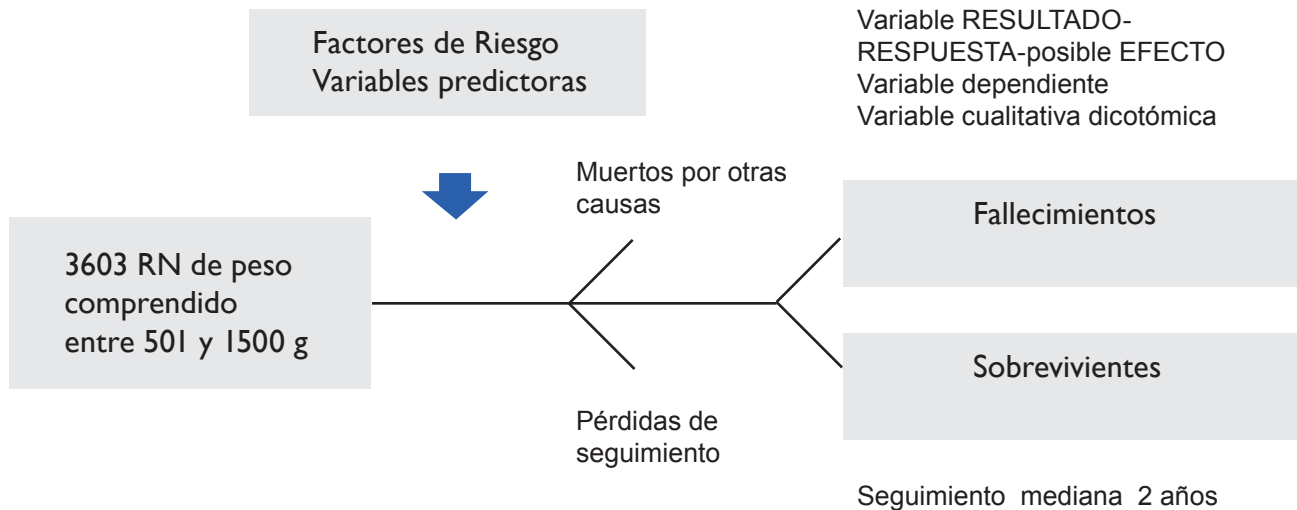 Factores de Riesgo
Variables predictoras
Variable RESULTADO-
RESPUESTA-posible EFECTO
Variable dependiente
Variable cualitativa dicotómica
Muertos por otras
causas
Fallecimientos
3603 RN de peso
comprendido
entre 501 y 1500 g
Sobrevivientes
Pérdidas de
seguimiento
Seguimiento mediana 2 años